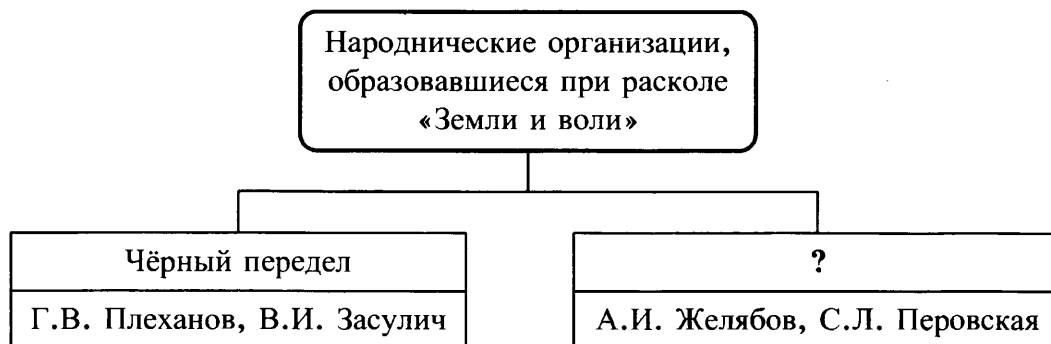 Народнические организации,
образовавшиеся при расколе
«Земли и воли»
Чёрный передел
Г.В. Плеханов, В.И. Засулич
?
А.И. Желябов, С.Л. Перовская